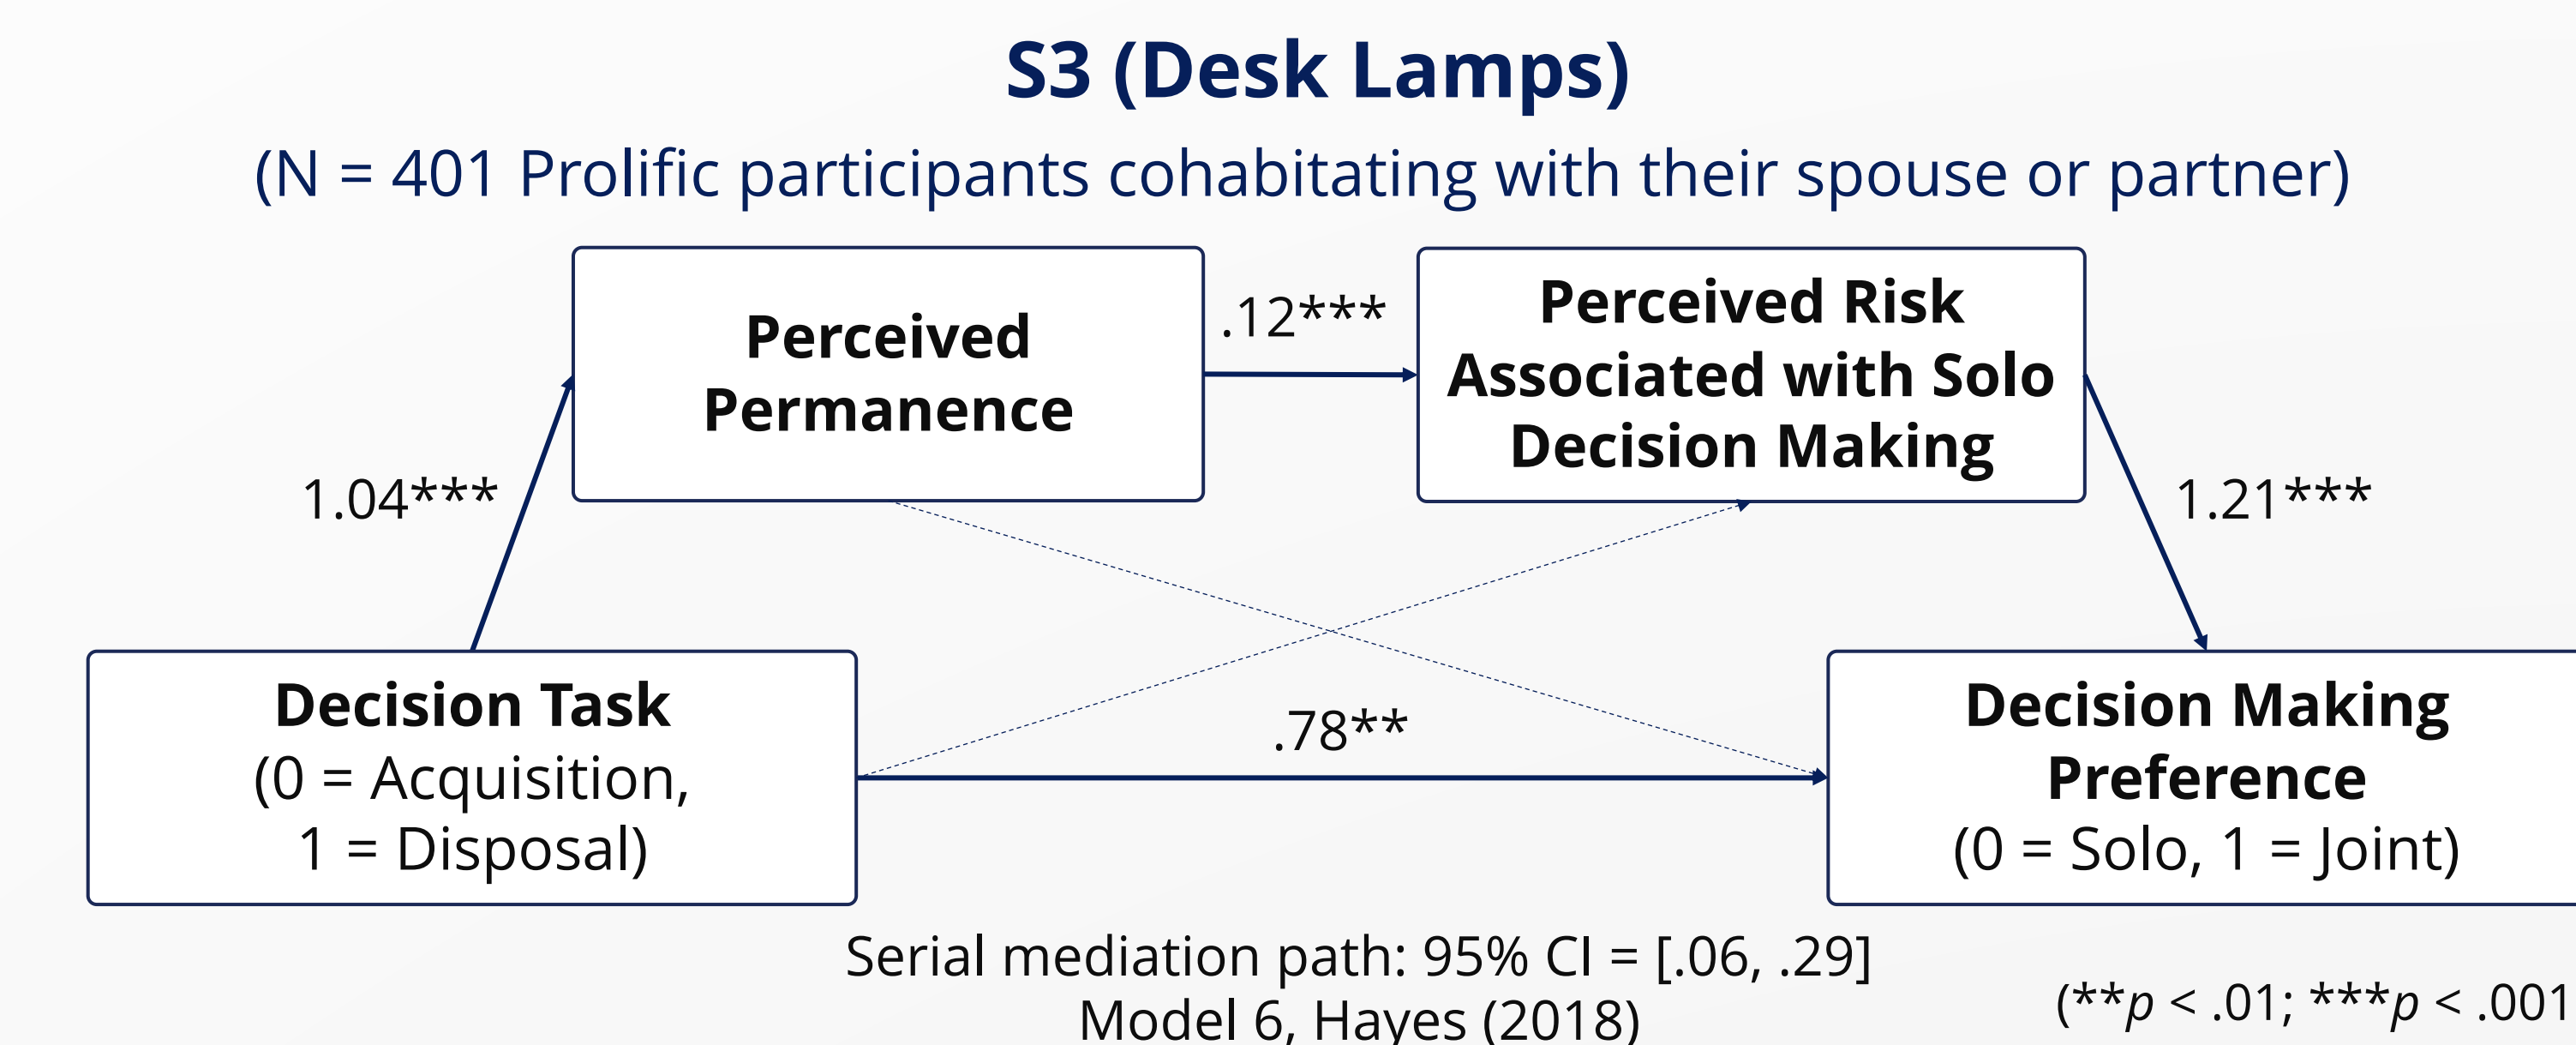 S3 (Desk Lamps)
(N = 401 Prolific participants cohabitating with their spouse or partner)
Perceived
Permanence
.12***
Perceived Risk
Associated with Solo
Decision Making
1.04***
1.21***
Decision Task
(0 = Acquisition,
1 = Disposal)
.78**
Decision Making
Preference
(0 = Solo, 1 = Joint)
Serial mediation path: 95% CI = [.06, .29]
Model 6, Hayes (2018)
(**p < .01; ***p < .001